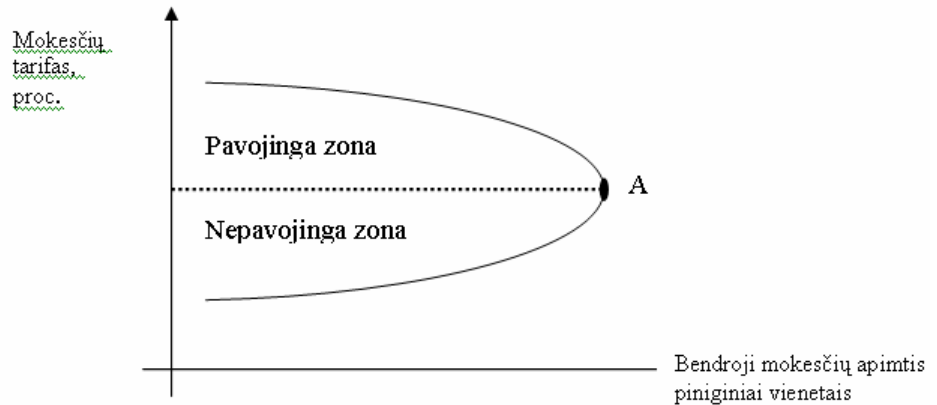 Mokesčių
tarifas,
proc.
Pavojinga zona
A
Nepavojinga zona
Bendroji mokesčių apimtis
piniginiai vienetais